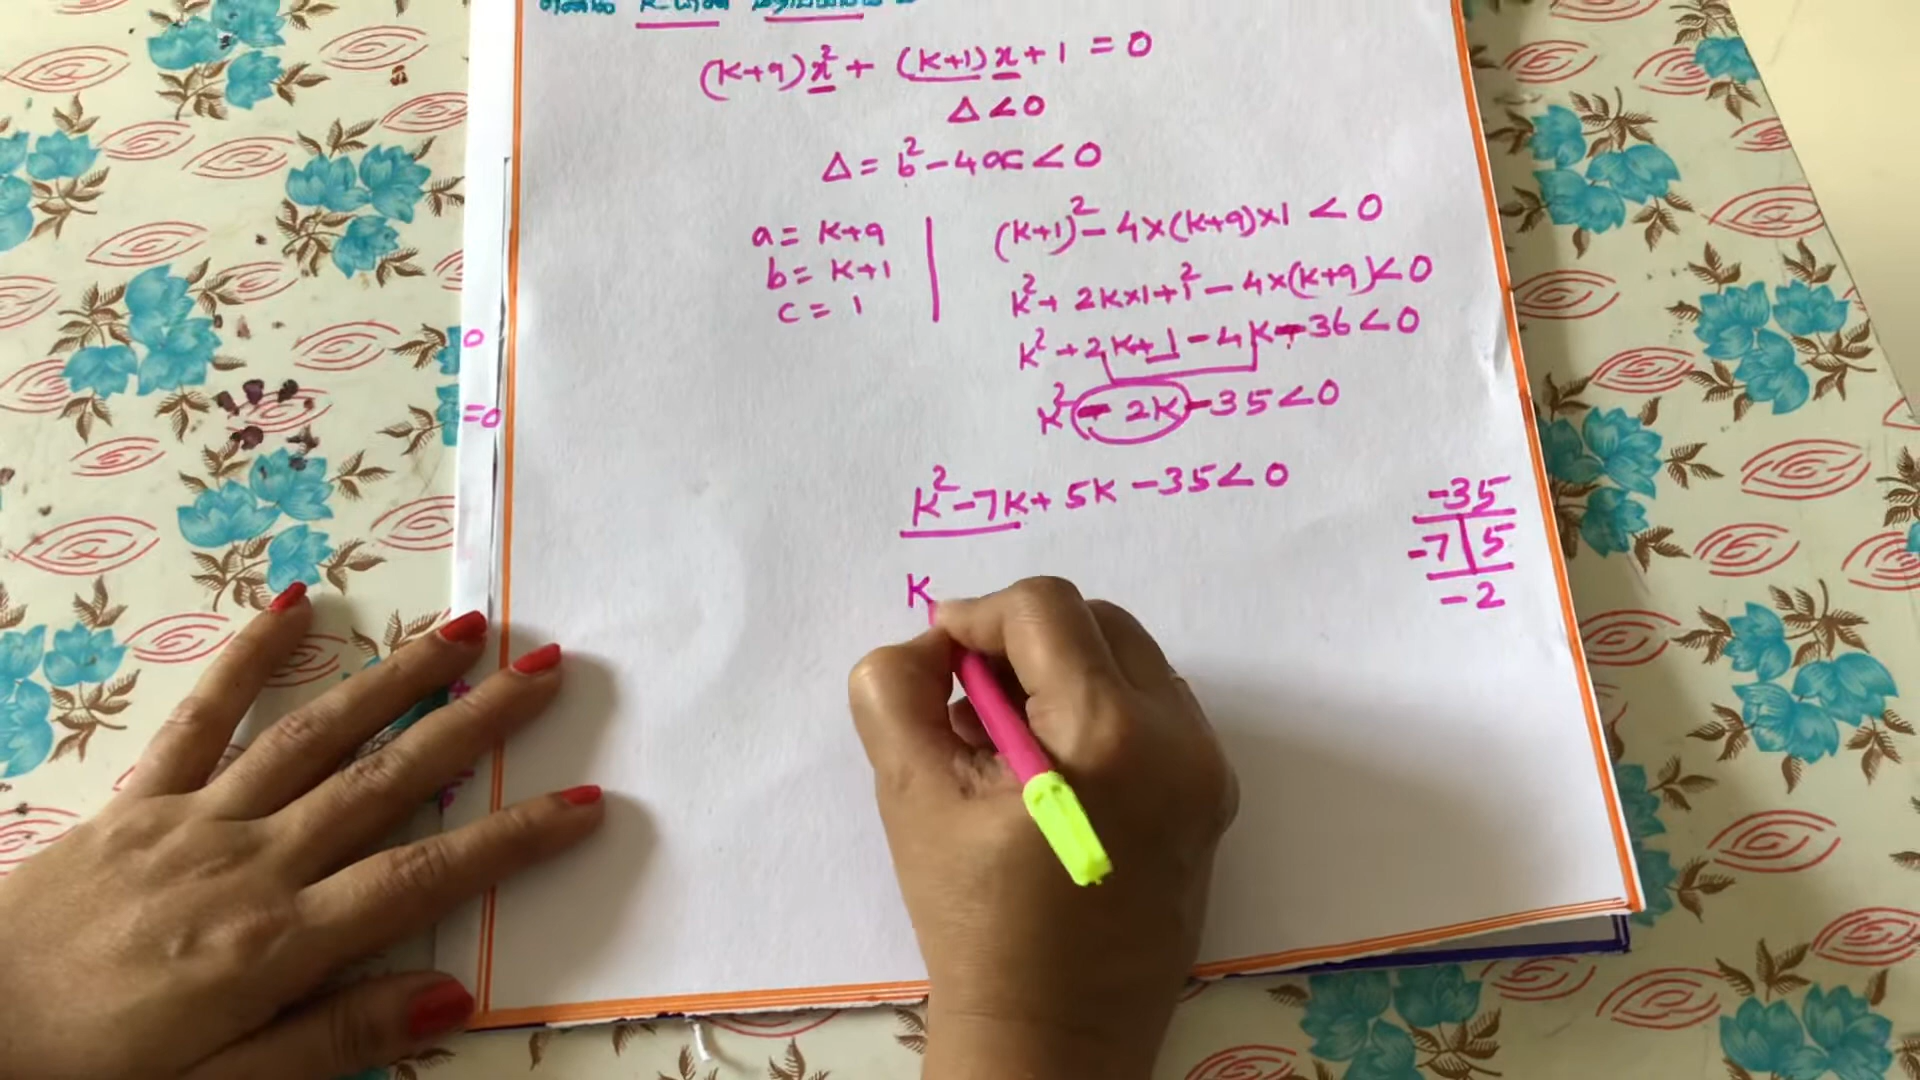 (K+9)x² + (K+1)x+1 = 0
Δ<0
Δ = b²-4ac<0
a = K+9
b = K+1
c = 1
(K+1)² - 4×(K+9)×1 <0
K²+ 2K×1+1² - 4×(K+9)<0
K² +2K+1-4K-36<0
K² - 2K-35<0
K²-7K+ 5K -35<0
-35
-7 5
-2
K
0
=0